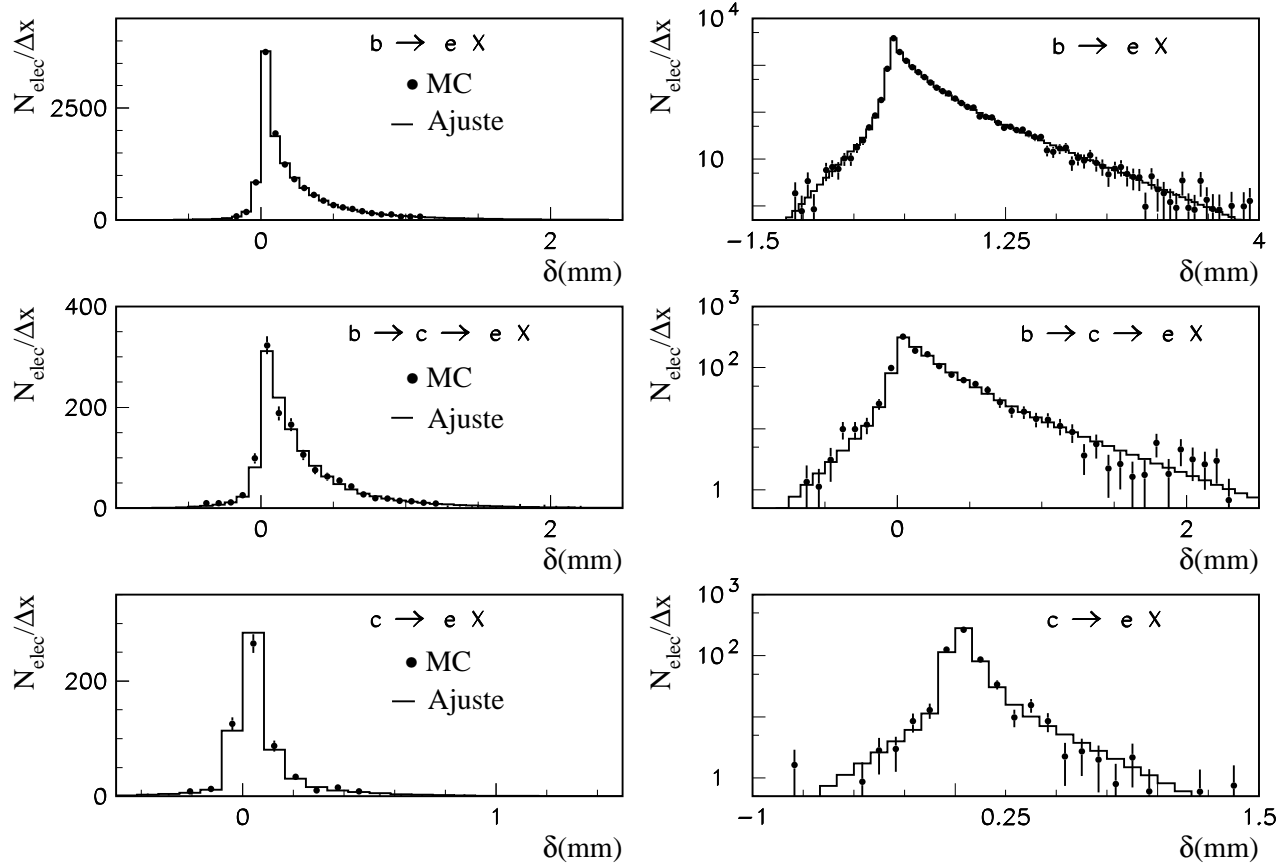 N_elec/Δx
b → e X
MC
Ajuste
2500
0
0
2
δ(mm)
N_elec/Δx
10^4
b → e X
10
−1.5
1.25
4
δ(mm)
N_elec/Δx
400
b → c → e X
MC
200
Ajuste
0
0
2
δ(mm)
N_elec/Δx
10^3
b → c → e X
10^2
1
0
2
δ(mm)
N_elec/Δx
c → e X
MC
200
Ajuste
0
0
1
δ(mm)
N_elec/Δx
10^3
c → e X
10^2
1
−1
0.25
1.5
δ(mm)